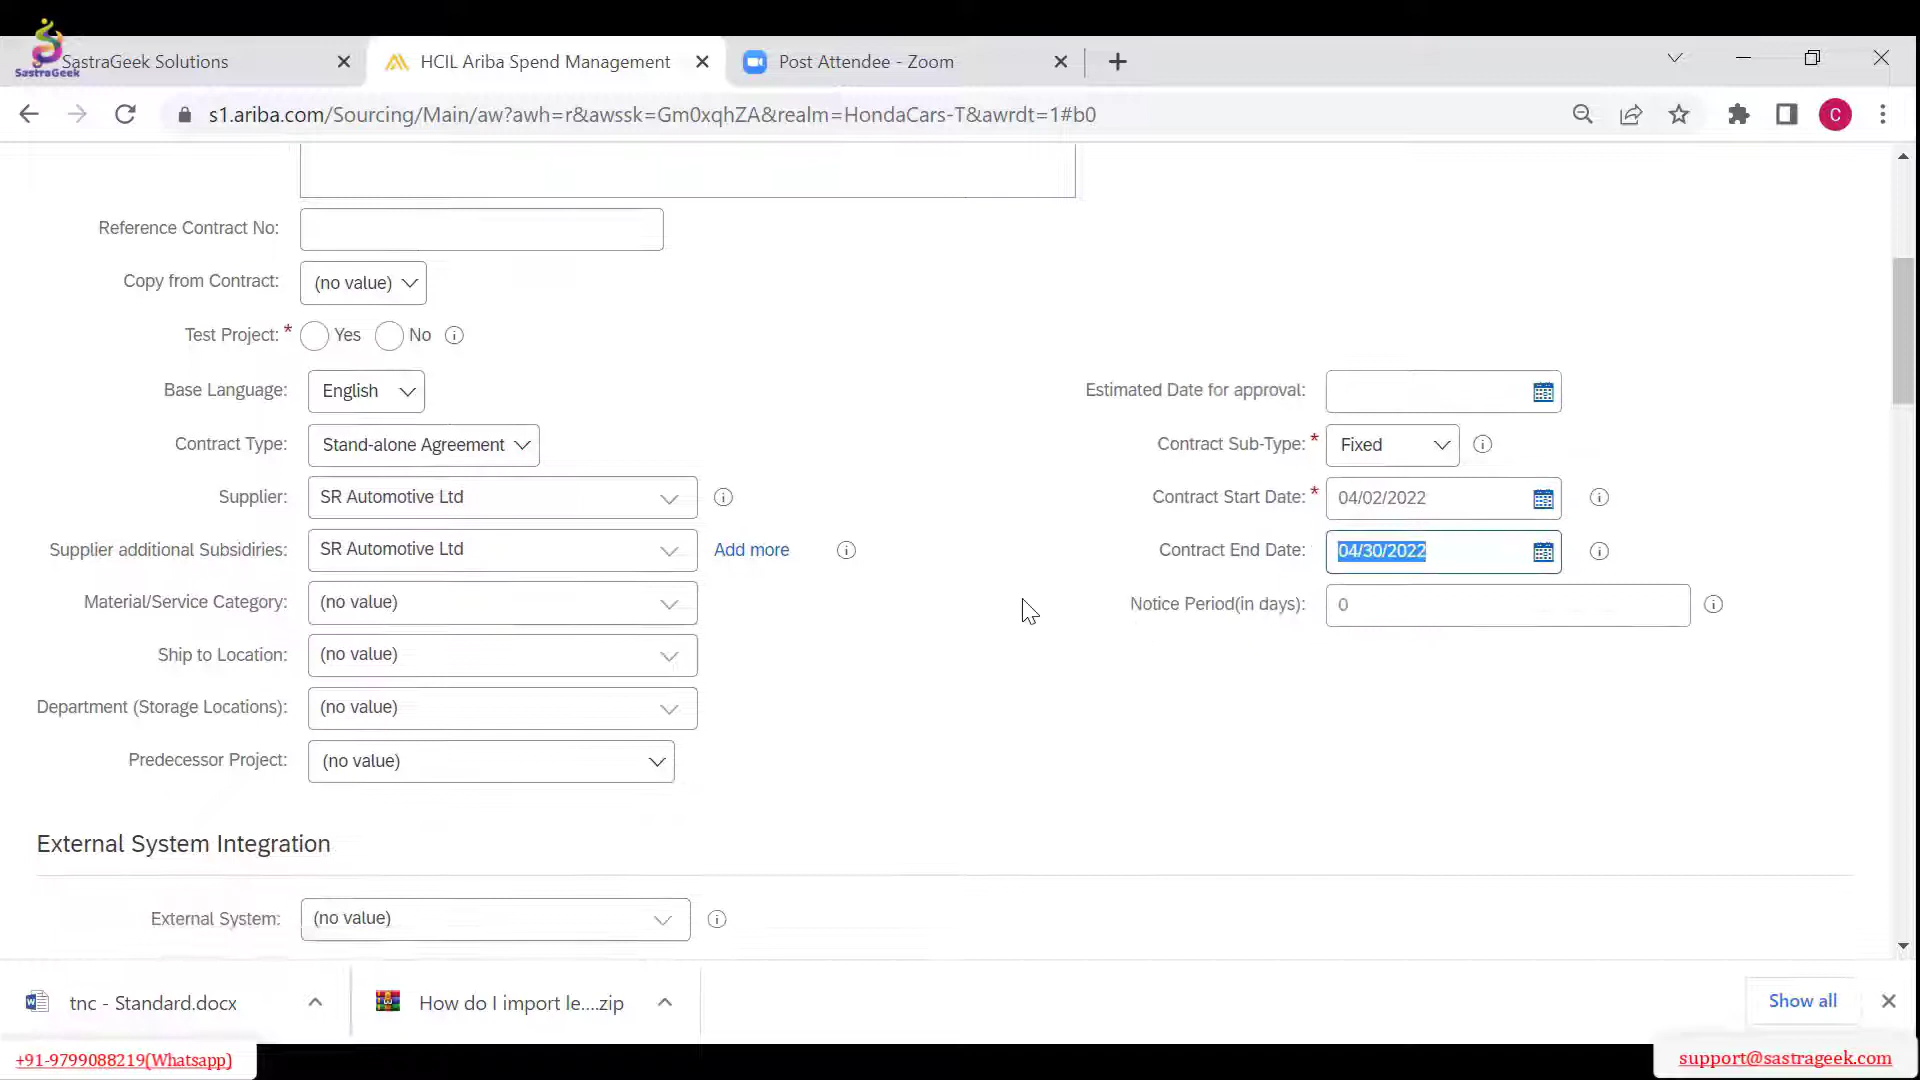 SastraGeek
SastraGeek Solutions
HCIL Ariba Spend Management
Post Attendee - Zoom
s1.ariba.com/Sourcing/Main/aw?awh=r&awssk=Gm0xqhZA&realm=HondaCars-T&awrdt=1#b0
C
Reference Contract No:
Copy from Contract: (no value)
Test Project: * Yes No
Base Language: English
Estimated Date for approval:
Contract Type: Stand-alone Agreement
Contract Sub-Type: * Fixed
Supplier: SR Automotive Ltd
Contract Start Date: * 04/02/2022
Supplier additional Subsidiries: SR Automotive Ltd Add more
Contract End Date: 04/30/2022
Material/Service Category: (no value)
Notice Period(in days): 0
Ship to Location: (no value)
Department (Storage Locations): (no value)
Predecessor Project: (no value)
External System Integration
External System: (no value)
tnc - Standard.docx
How do I import le....zip
Show all
+91-9799088219(Whatsapp)
support@sastrageek.com